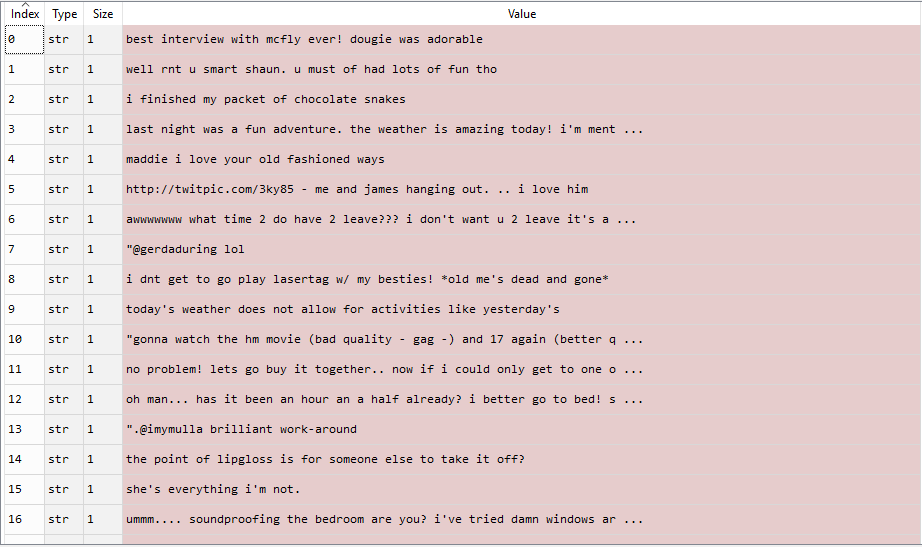 Index Type Size Value
0 str 1 best interview with mcfly ever! dougie was adorable
1 str 1 well rnt u smart shaun. u must of had lots of fun tho
2 str 1 i finished my packet of chocolate snakes
3 str 1 last night was a fun adventure. the weather is amazing today! i'm ment ...
4 str 1 maddie i love your old fashioned ways
5 str 1 http://twitpic.com/3ky85 - me and james hanging out. .. i love him
6 str 1 awwwwwww what time 2 do have 2 leave??? i don't want u 2 leave it's a ...
7 str 1 "@gerdaduring lol
8 str 1 i dnt get to go play lasertag w/ my besties! *old me's dead and gone*
9 str 1 today's weather does not allow for activities like yesterday's
10 str 1 "gonna watch the hm movie (bad quality - gag -) and 17 again (better q ...
11 str 1 no problem! lets go buy it together.. now if i could only get to one o ...
12 str 1 oh man... has it been an hour an a half already? i better go to bed! s ...
13 str 1 ".@imymulla brilliant work-around
14 str 1 the point of lipgloss is for someone else to take it off?
15 str 1 she's everything i'm not.
16 str 1 ummm.... soundproofing the bedroom are you? i've tried damn windows ar ...